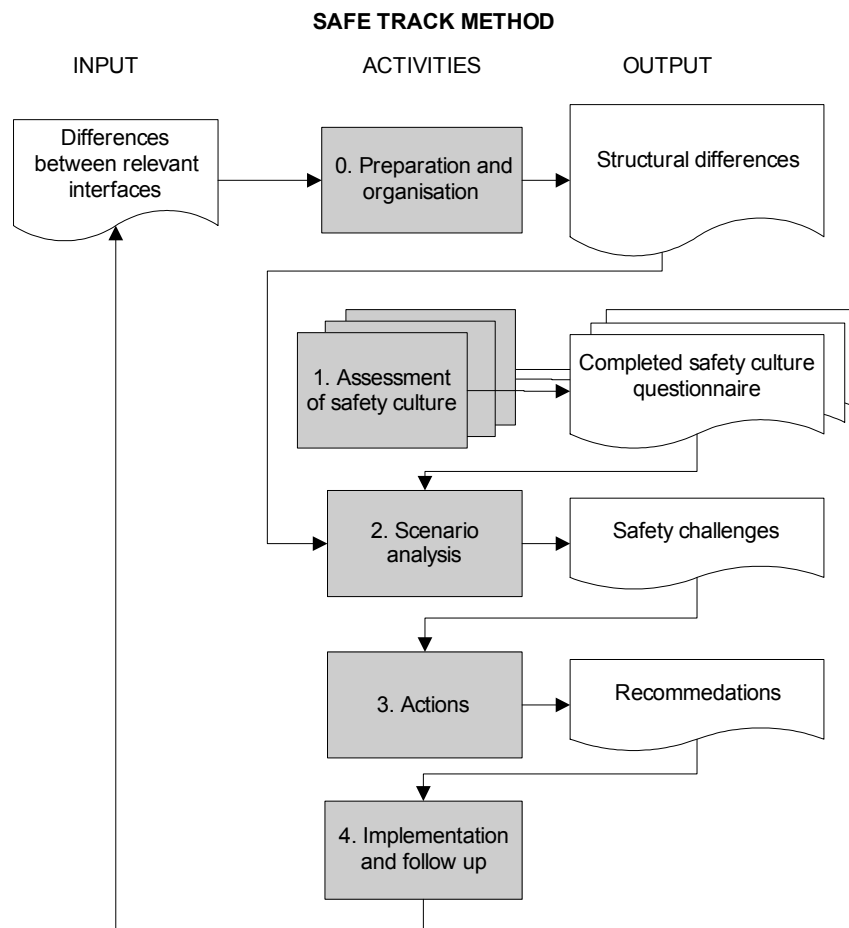 SAFE TRACK METHOD
INPUT
ACTIVITIES
OUTPUT
Differences
between relevant
interfaces
0. Preparation and
organisation
Structural differences
1. Assessment
of safety culture
Completed safety culture
questionnaire
2. Scenario
analysis
Safety challenges
3. Actions
Recommedations
4. Implementation
and follow up